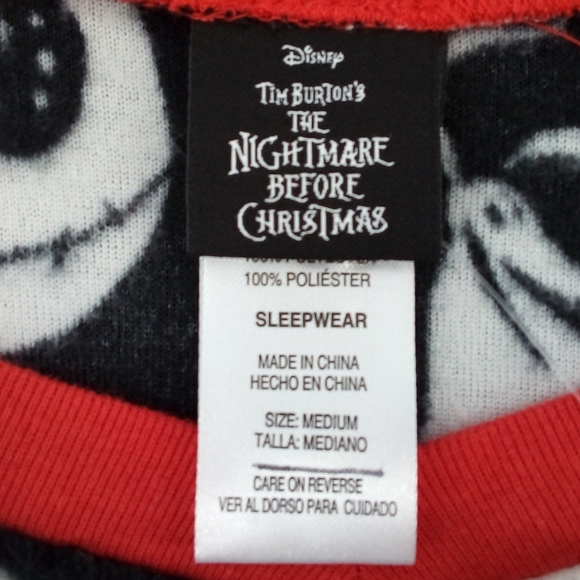 Disney
TIM BURTON'S
THE
NIGHTMARE
BEFORE
CHRISTMAS
100% POLIÉSTER
SLEEPWEAR
MADE IN CHINA
HECHO EN CHINA
SIZE: MEDIUM
TALLA: MEDIANO
CARE ON REVERSE
VER AL DORSO PARA CUIDADO